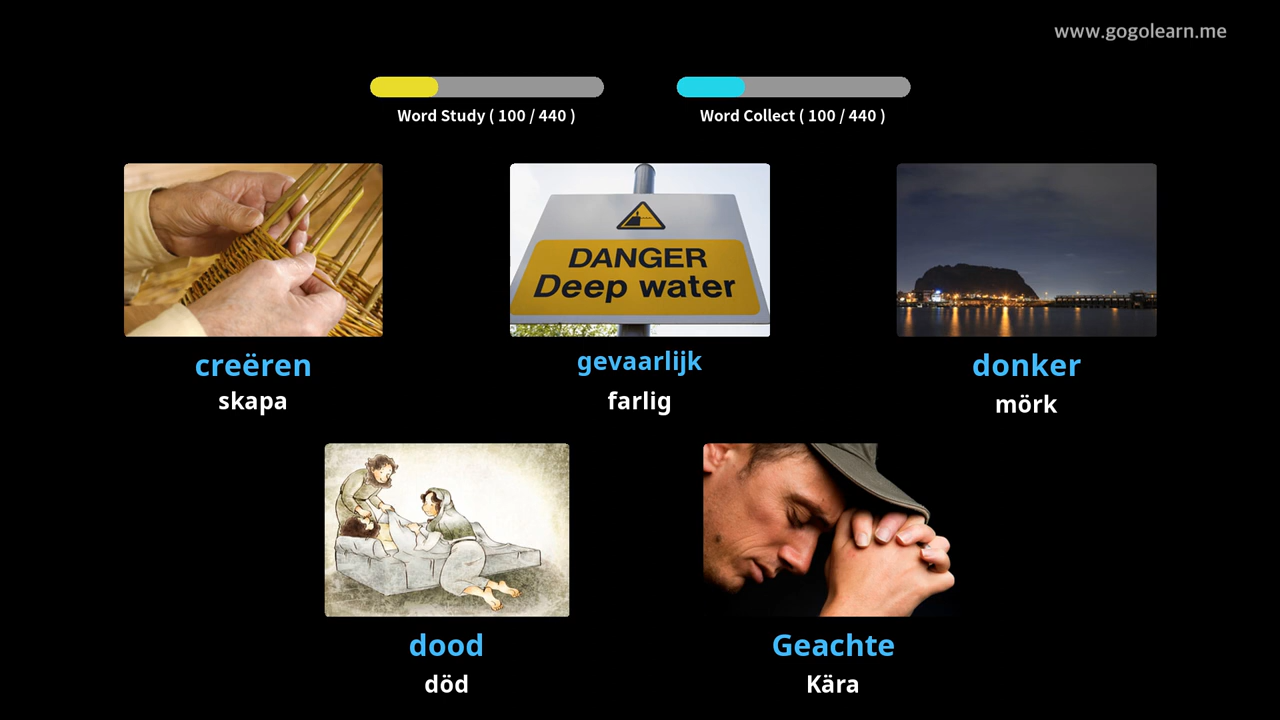 www.gogolearn.me
Word Study ( 100 / 440 )
Word Collect ( 100 / 440 )
DANGER
Deep water
creëren
skapa
gevaarlijk
farlig
donker
mörk
dood
död
Geachte
Kära